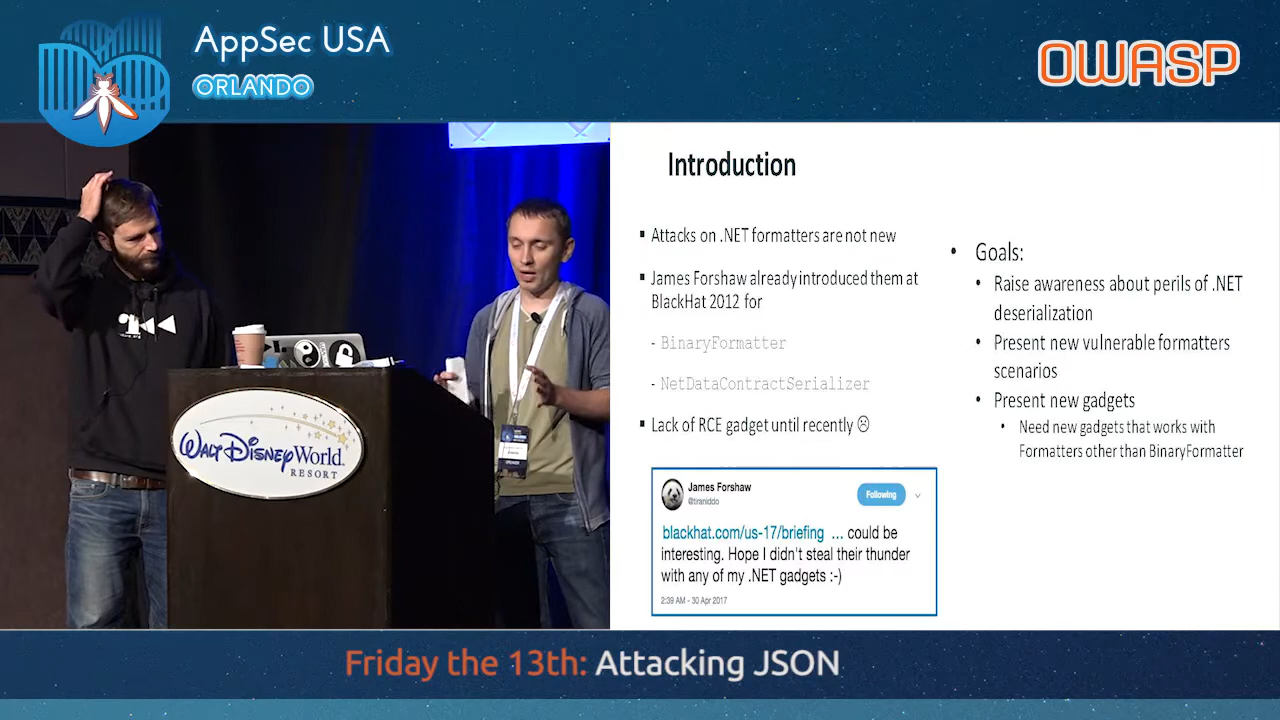 AppSec USA
ORLANDO
OWASP
WALT DISNEY World
RESORT
Introduction
Attacks on .NET formatters are not new
James Forshaw already introduced them at
BlackHat 2012 for
- BinaryFormatter
- NetDataContractSerializer
Lack of RCE gadget until recently ☹
James Forshaw
@tiraniddo
Following
blackhat.com/us-17/briefing ... could be
interesting. Hope I didn't steal their thunder
with any of my .NET gadgets :-)
2:39 AM - 30 Apr 2017
Goals:
Raise awareness about perils of .NET
deserialization
Present new vulnerable formatters
scenarios
Present new gadgets
Need new gadgets that works with
Formatters other than BinaryFormatter
Friday the 13th: Attacking JSON